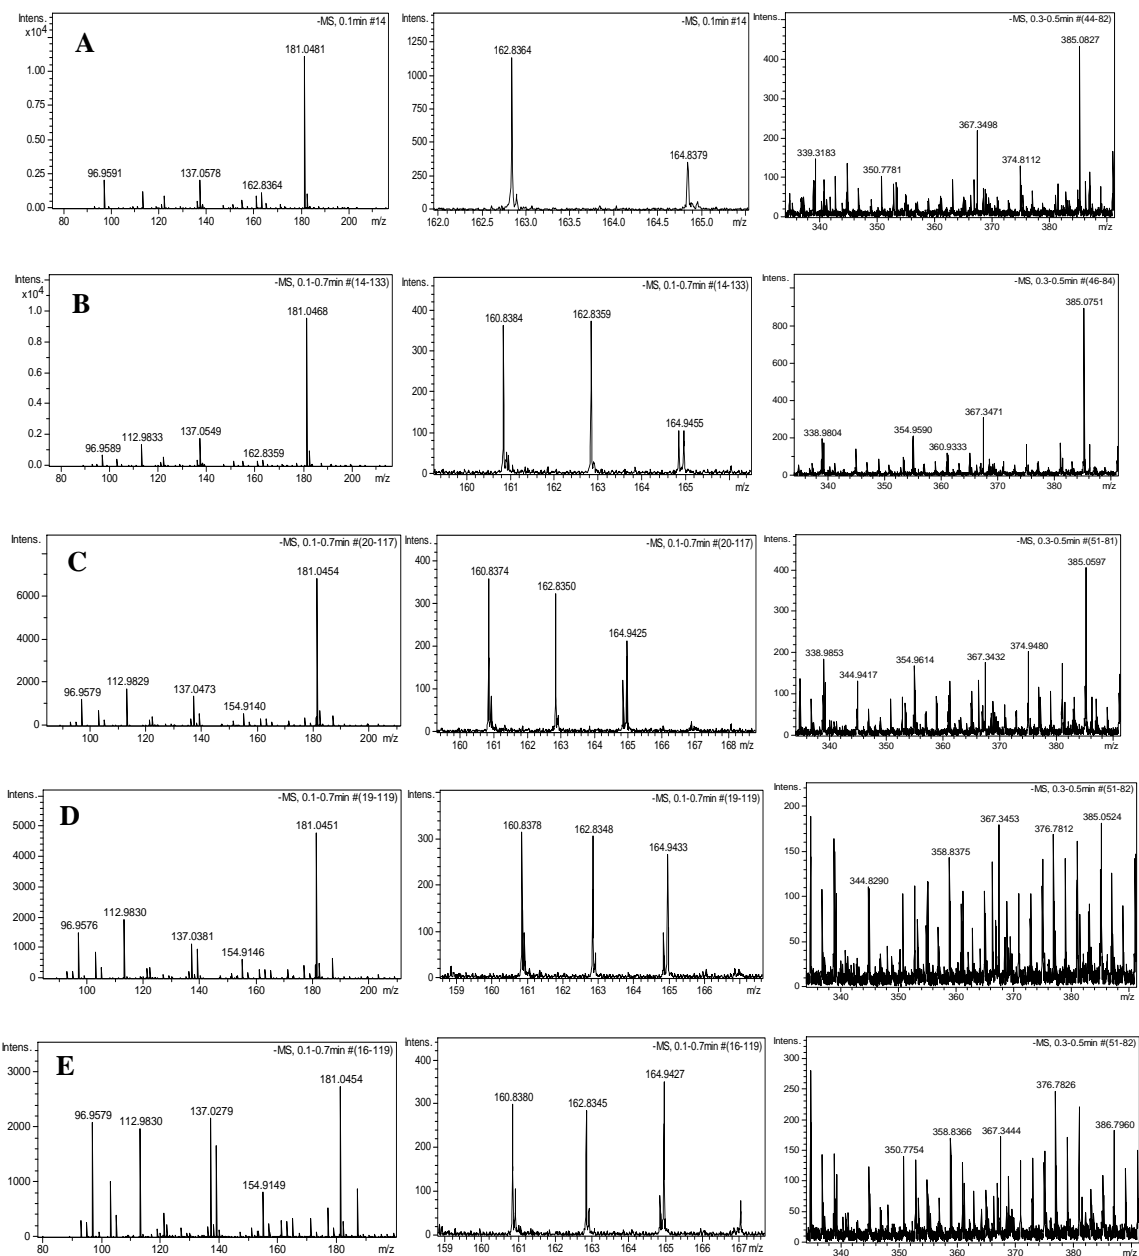 Intens.
x10⁴
-MS, 0.1min #14
A
181.0481
1.00
0.75
0.50
0.25
0.00
96.9591
137.0578
162.8364
80 100 120 140 160 180 200 m/z
Intens.
-MS, 0.1min #14
162.8364
1250
1000
750
500
250
0
164.8379
162.0 162.5 163.0 163.5 164.0 164.5 165.0 m/z
Intens.
-MS, 0.3-0.5min #(44-82)
385.0827
400
300
200
100
0
367.3498
339.3183
374.8112
350.7781
340 360 380 m/z
Intens.
x10⁴
-MS, 0.1-0.7min #(14-133)
B
181.0468
1.0
0.8
0.6
0.4
0.2
0.0
96.9589
112.9833
137.0549
162.8359
80 100 120 140 160 180 200 m/z
Intens.
-MS, 0.1-0.7min #(14-133)
400
300
200
100
0
160.8384
162.8359
164.9455
160 161 162 163 164 165 m/z
Intens.
-MS, 0.3-0.5min #(46-84)
385.0751
800
600
400
200
0
367.3471
338.9804
354.9590
360.9333
340 350 360 370 380 m/z
Intens.
-MS, 0.1-0.7min #(20-117)
C
181.0454
6000
4000
2000
0
96.9579
112.9829
137.0473
154.9140
100 120 140 160 180 200 m/z
Intens.
-MS, 0.1-0.7min #(20-117)
400
300
200
100
0
160.8374
162.8350
164.9425
160 161 162 163 164 165 166 167 168 m/z
Intens.
-MS, 0.3-0.5min #(51-81)
385.0597
400
300
200
100
0
338.9853
344.9417
354.9614
367.3432
374.9480
340 350 360 370 380 m/z
Intens.
-MS, 0.1-0.7min #(19-119)
D
181.0451
5000
4000
3000
2000
1000
0
96.9576
112.9830
137.0381
154.9146
100 120 140 160 180 200 m/z
Intens.
-MS, 0.1-0.7min #(19-119)
300
200
100
0
160.8378
162.8348
164.9433
159 160 161 162 163 164 165 166 m/z
Intens.
-MS, 0.3-0.5min #(51-82)
200
150
100
50
0
344.8290
358.8375
367.3453
376.7812
385.0524
340 350 360 370 380 m/z
Intens.
-MS, 0.1-0.7min #(16-119)
E
181.0454
3000
2000
1000
0
96.9579
112.9830
137.0279
154.9149
80 100 120 140 160 180 m/z
Intens.
-MS, 0.1-0.7min #(16-119)
400
300
200
100
0
160.8380
162.8345
164.9427
159 160 161 162 163 164 165 166 167 m/z
Intens.
-MS, 0.3-0.5min #(51-82)
300
250
200
150
100
50
0
350.7754
358.8366
367.3444
376.7826
386.7960
340 350 360 370 380 m/z